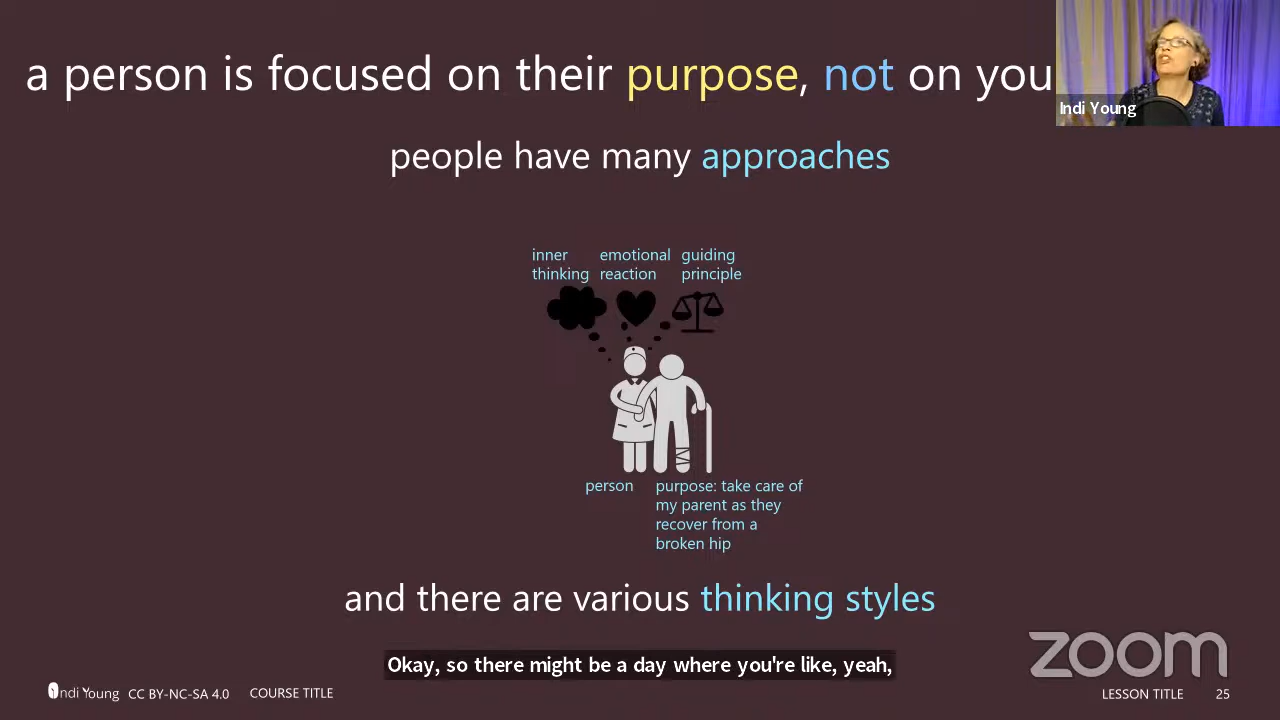 a person is focused on their purpose, not on you
Indi Young
people have many approaches
inner thinking
emotional reaction
guiding principle
person
purpose: take care of
my parent as they
recover from a
broken hip
and there are various thinking styles
Okay, so there might be a day where you're like, yeah,
zoom
Indi Young CC BY-NC-SA 4.0 COURSE TITLE
LESSON TITLE 25